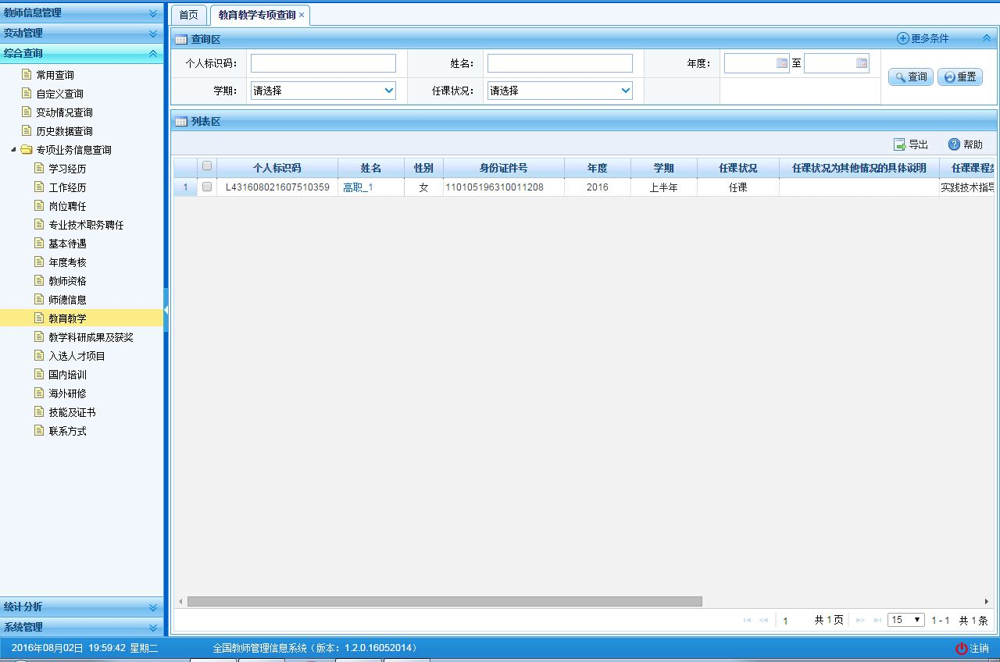 教师信息管理
变动管理
综合查询
常用查询
自定义查询
变动情况查询
历史数据查询
专项业务信息查询
学习经历
工作经历
岗位聘任
专业技术职务聘任
基本待遇
年度考核
教师资格
师德信息
教育教学
教学科研成果及获奖
入选人才项目
国内培训
海外研修
技能及证书
联系方式
统计分析
系统管理
首页 教育教学专项查询 ×
查询区 更多条件
个人标识码： 姓名： 年度： 至
学期： 请选择 任课状况： 请选择
查询 重置
列表区
导出 帮助
个人标识码 姓名 性别 身份证件号 年度 学期 任课状况 任课状况为其他情况的具体说明 任课课程类
1 L431608021607510359 高职_1 女 110105196310011208 2016 上半年 任课 实践技术指导
1 共 1 页 15 1 - 1 共 1 条
2016年08月02日 19:59:42 星期二 全国教师管理信息系统（版本：1.2.0.16052014） 注销